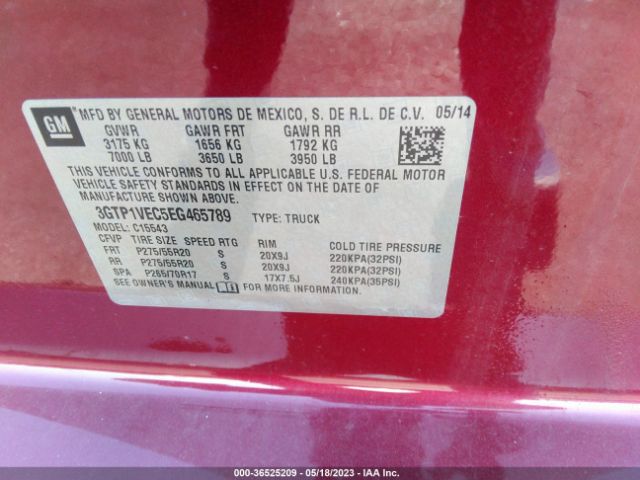 GM
MFD BY GENERAL MOTORS DE MEXICO, S. DE R.L. DE C.V. 05/14
GVWR GAWR FRT GAWR RR
3175 KG 1656 KG 1792 KG
7000 LB 3650 LB 3950 LB
THIS VEHICLE CONFORMS TO ALL APPLICABLE U.S. FEDERAL MOTOR
VEHICLE SAFETY STANDARDS IN EFFECT ON THE DATE OF
MANUFACTURE SHOWN ABOVE.
3GTP1VEC5EG465789 TYPE: TRUCK
MODEL: C15543
CFVP TIRE SIZE SPEED RTG RIM COLD TIRE PRESSURE
FRT P275/55R20 S 20X9J 220KPA(32PSI)
RR P275/55R20 S 20X9J 220KPA(32PSI)
SPA P265/70R17 S 17X7.5J 240KPA(35PSI)
SEE OWNER'S MANUAL FOR MORE INFORMATION.
000-36525209 - 05/18/2023 - IAA Inc.